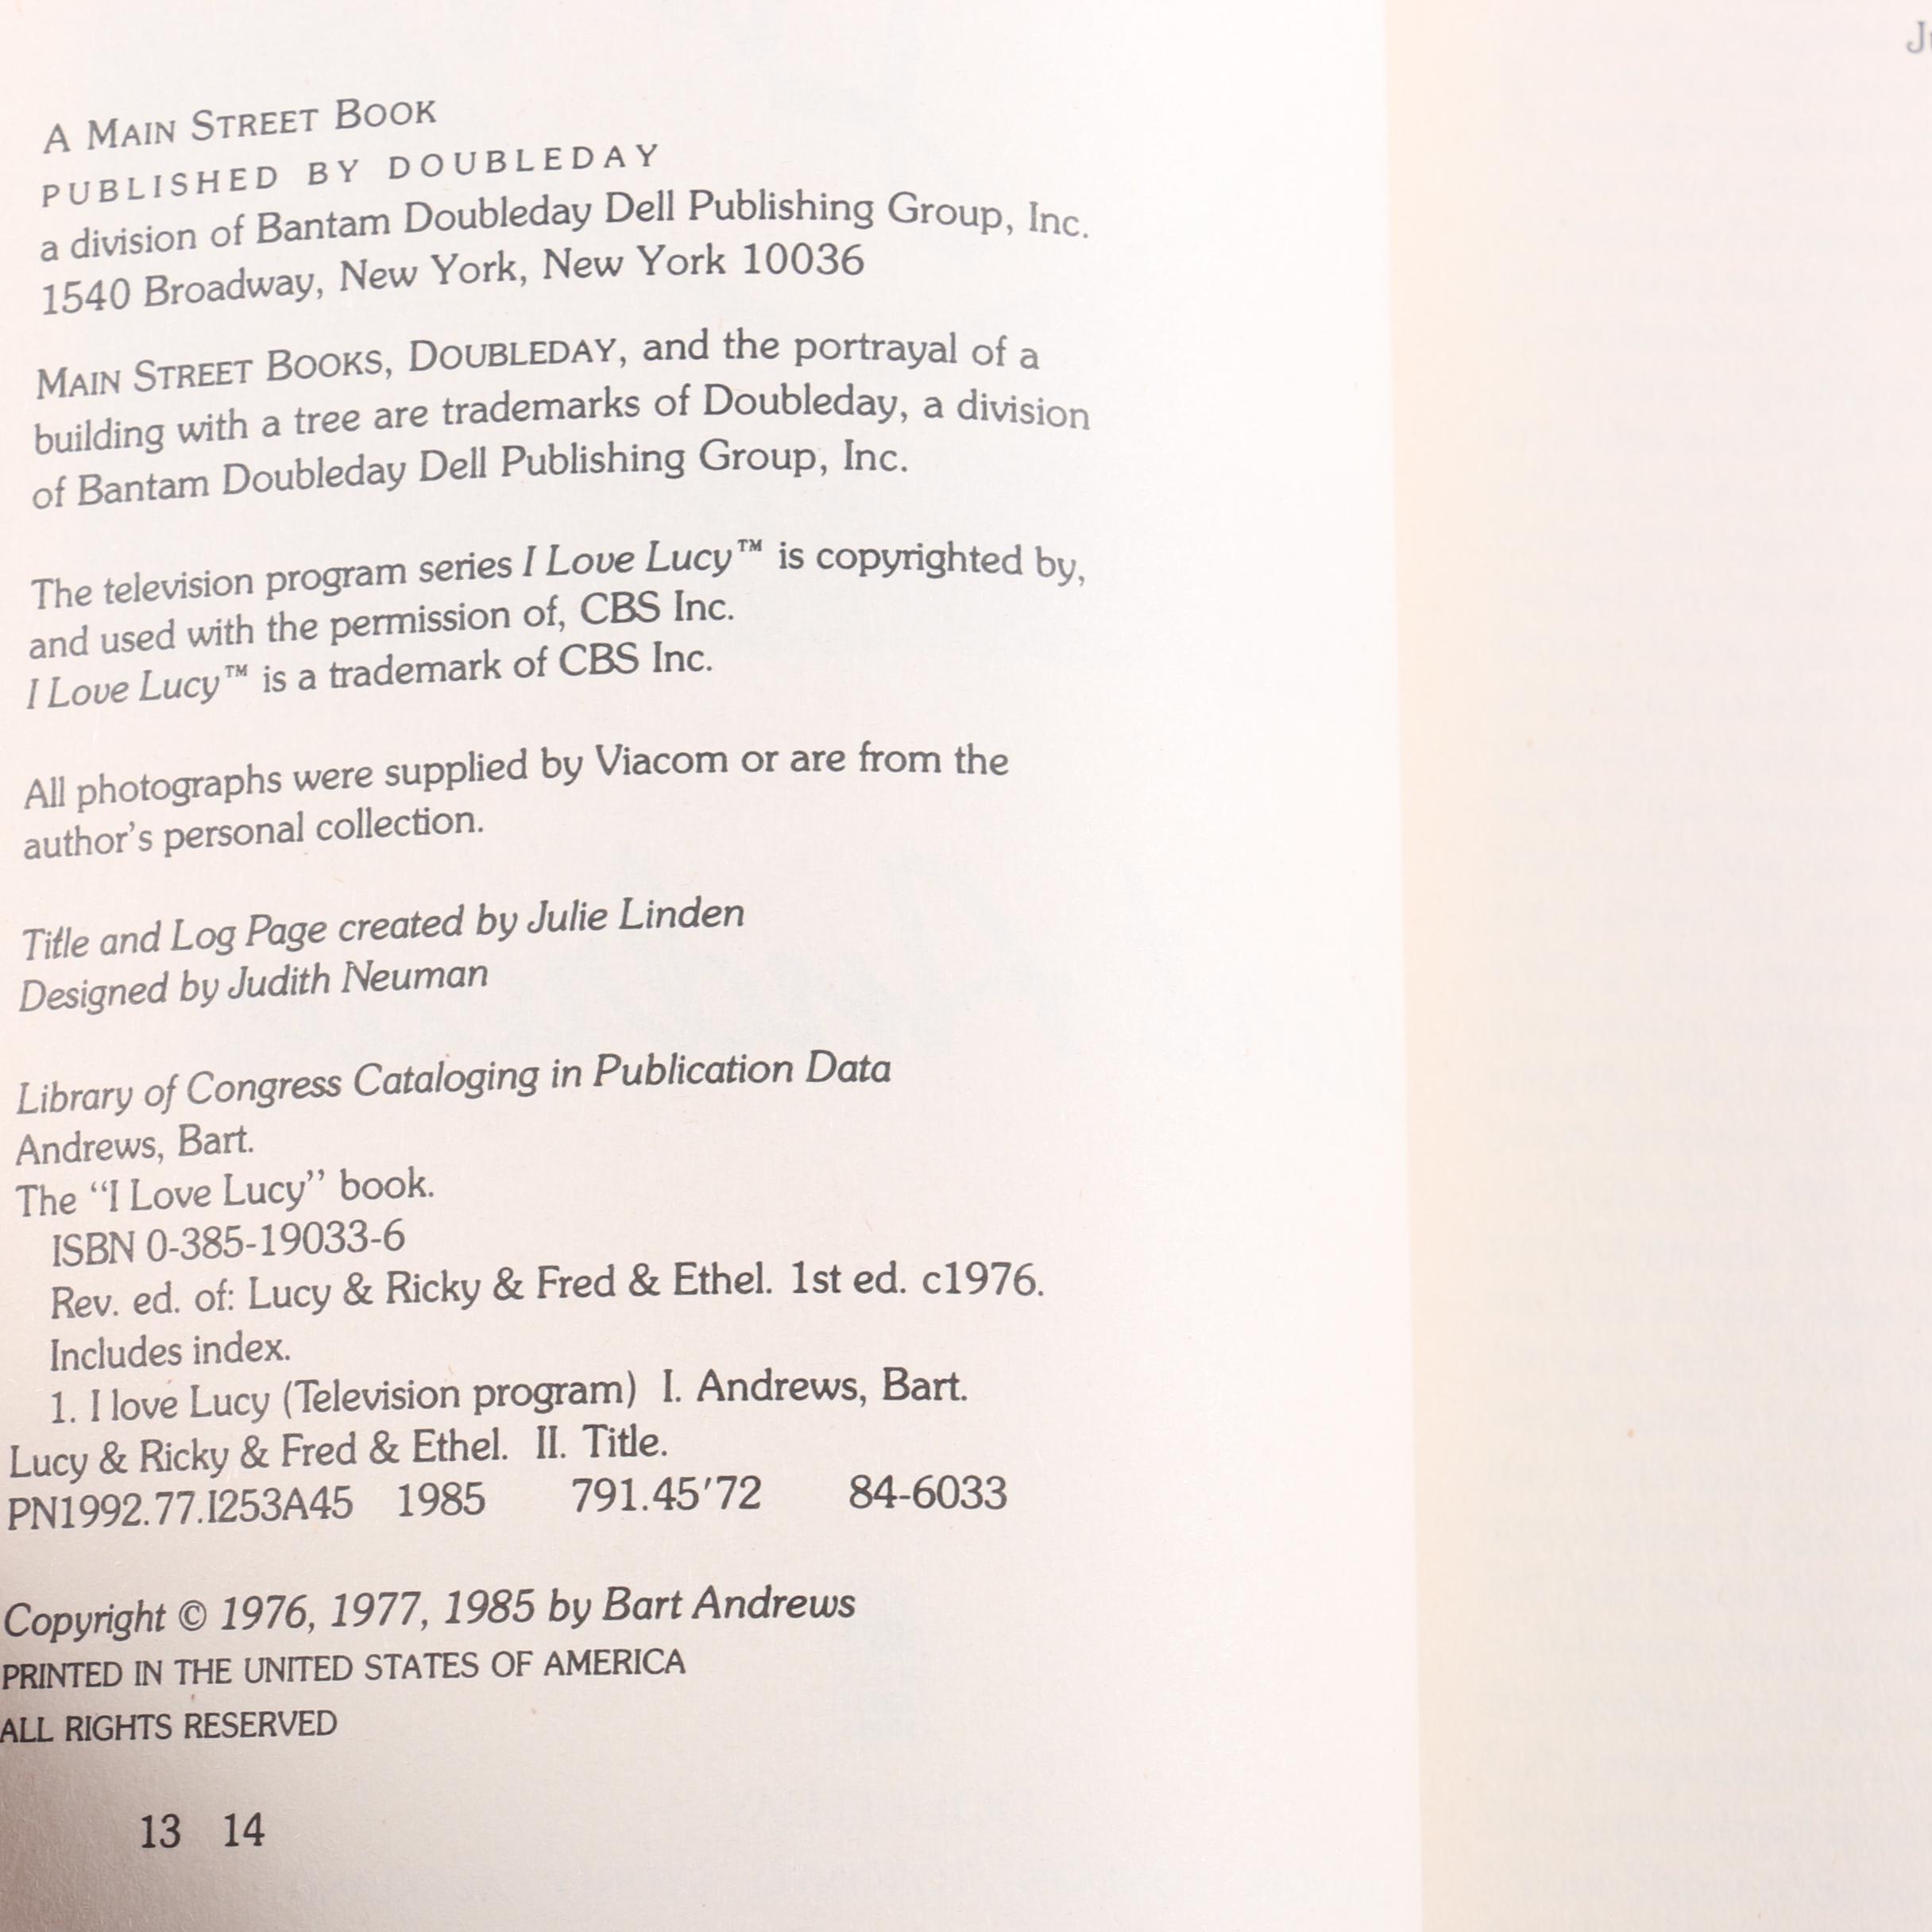 A MAIN STREET BOOK
PUBLISHED BY DOUBLEDAY
a division of Bantam Doubleday Dell Publishing Group, Inc.
1540 Broadway, New York, New York 10036
MAIN STREET BOOKS, DOUBLEDAY, and the portrayal of a
building with a tree are trademarks of Doubleday, a division
of Bantam Doubleday Dell Publishing Group, Inc.
The television program series I Love Lucy™ is copyrighted by,
and used with the permission of, CBS Inc.
I Love Lucy™ is a trademark of CBS Inc.
All photographs were supplied by Viacom or are from the
author's personal collection.
Title and Log Page created by Julie Linden
Designed by Judith Neuman
Library of Congress Cataloging in Publication Data
Andrews, Bart.
The “I Love Lucy” book.
ISBN 0-385-19033-6
Rev. ed. of: Lucy & Ricky & Fred & Ethel. 1st ed. c1976.
Includes index.
1. I love Lucy (Television program) I. Andrews, Bart.
Lucy & Ricky & Fred & Ethel. II. Title.
PN1992.77.I253A45 1985 791.45′72 84-6033
Copyright © 1976, 1977, 1985 by Bart Andrews
PRINTED IN THE UNITED STATES OF AMERICA
ALL RIGHTS RESERVED
13 14